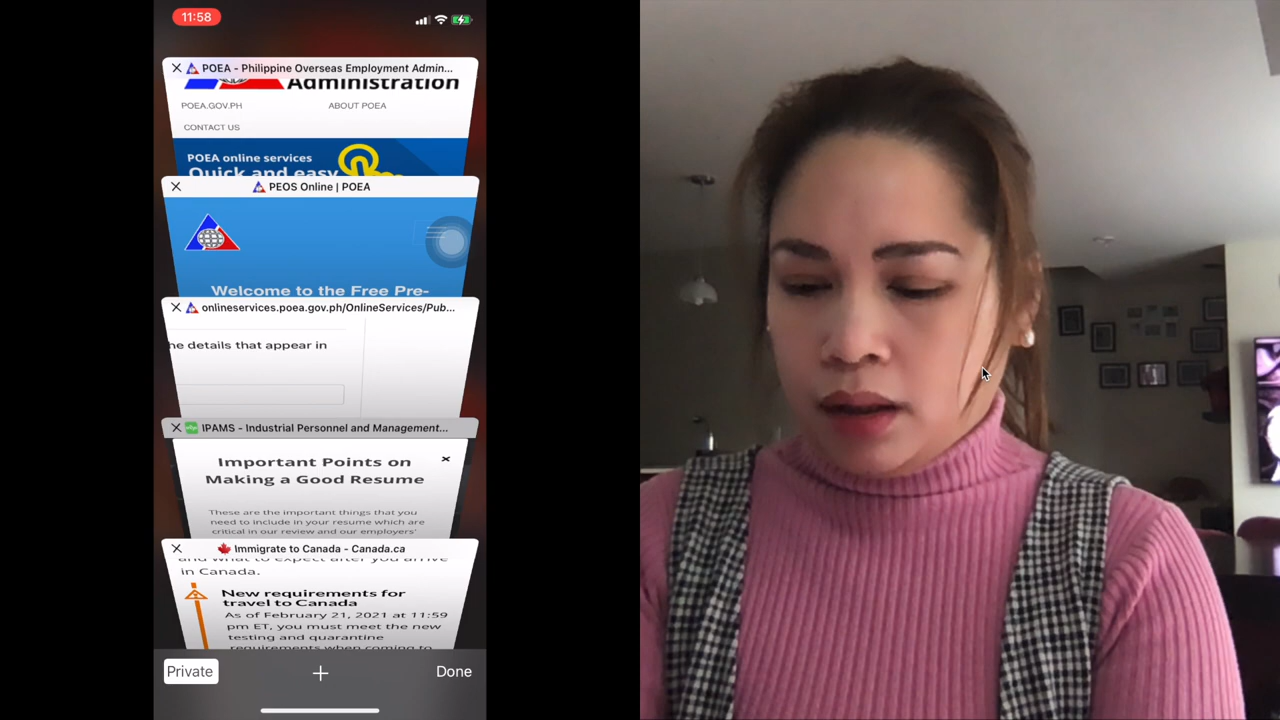 11:58
POEA - Philippine Overseas Employment Admin...
Administration
POEA.GOV.PH ABOUT POEA
CONTACT US
POEA online services
Quick and easy
PEOS Online | POEA
Welcome to the Free Pre-
onlineservices.poea.gov.ph/OnlineServices/Pub...
he details that appear in
IPAMS - Industrial Personnel and Management...
Important Points on
Making a Good Resume
These are the important things that you
need to include in your resume which are
critical in our review and our employers'
Immigrate to Canada - Canada.ca
and what to expect after you arrive
in Canada.
New requirements for
travel to Canada
As of February 21, 2021 at 11:59
pm ET, you must meet the new
testing and quarantine
requirements when coming to
Private
Done